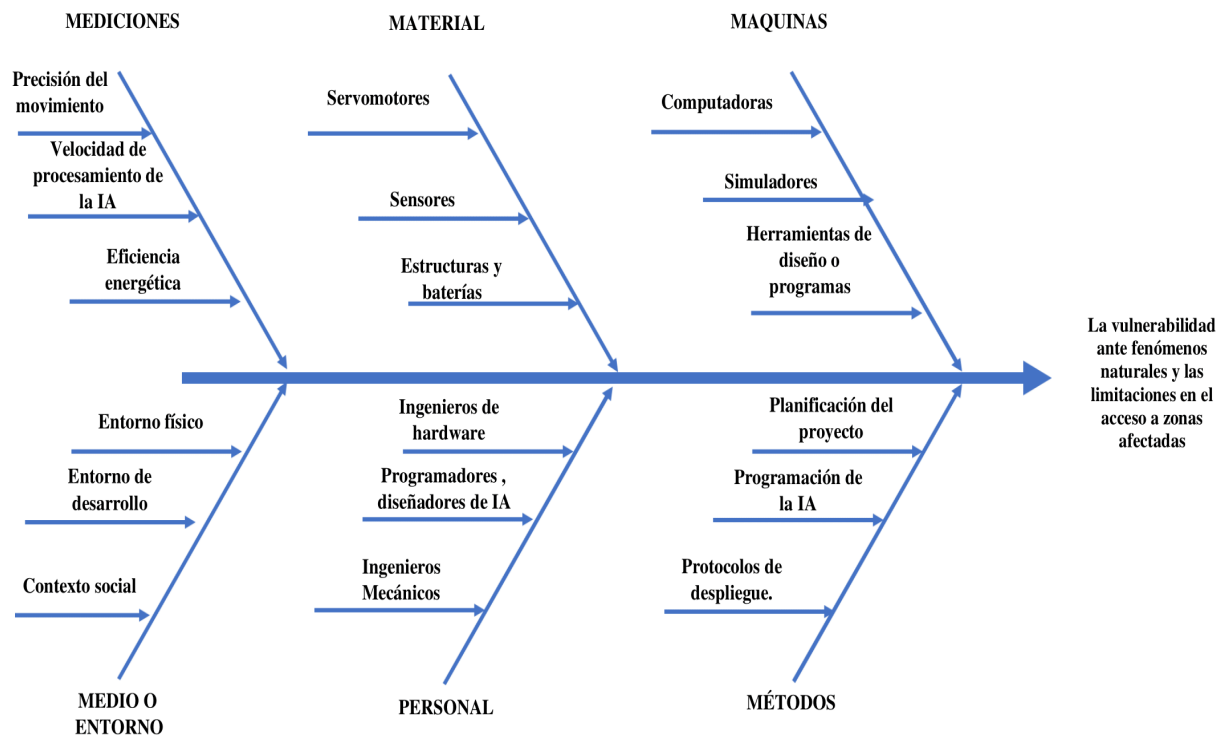 MEDICIONES
MATERIAL
MAQUINAS
Precisión del
movimiento
Velocidad de
procesamiento de
la IA
Eficiencia
energética
Servomotores
Sensores
Estructuras y
baterías
Computadoras
Simuladores
Herramientas de
diseño o
programas
La vulnerabilidad
ante fenómenos
naturales y las
limitaciones en el
acceso a zonas
afectadas
Entorno físico
Entorno de
desarrollo
Contexto social
Ingenieros de
hardware
Programadores ,
diseñadores de IA
Ingenieros
Mecánicos
Planificación del
proyecto
Programación de
la IA
Protocolos de
despliegue.
MEDIO O
ENTORNO
PERSONAL
MÉTODOS